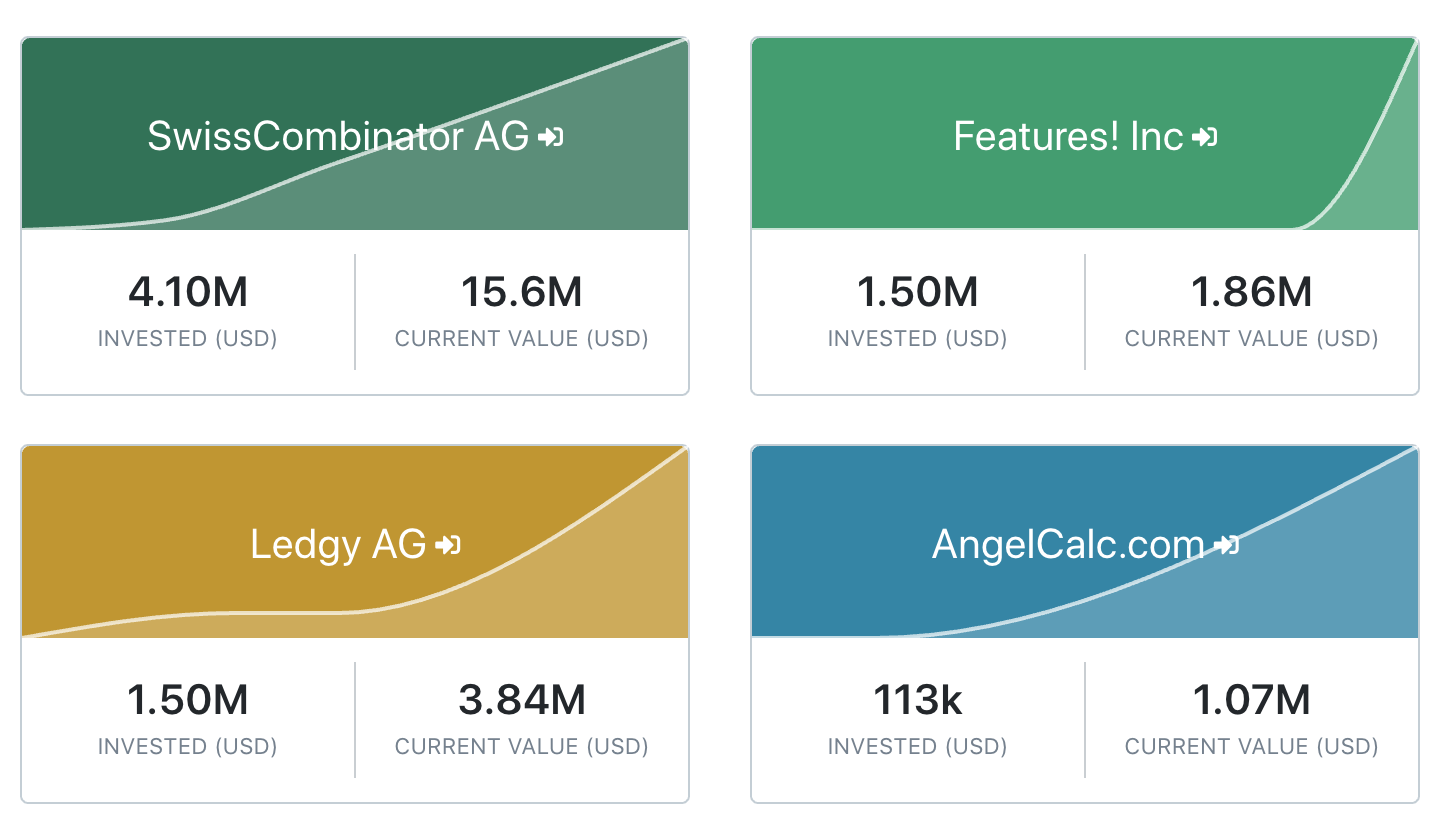 SwissCombinator AG
4.10M
INVESTED (USD)
15.6M
CURRENT VALUE (USD)
Features! Inc
1.50M
INVESTED (USD)
1.86M
CURRENT VALUE (USD)
Ledgy AG
1.50M
INVESTED (USD)
3.84M
CURRENT VALUE (USD)
AngelCalc.com
113k
INVESTED (USD)
1.07M
CURRENT VALUE (USD)